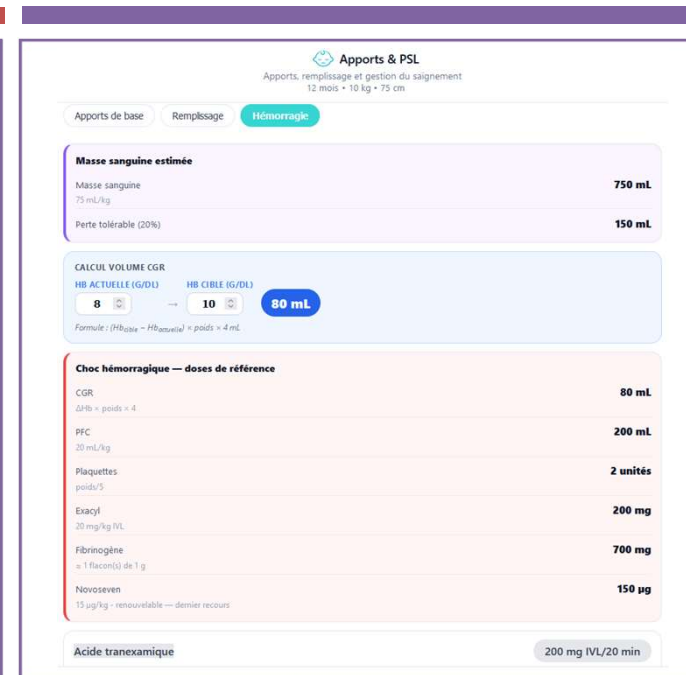 Apports & PSL
Apports, remplissage et gestion du saignement
12 mois • 10 kg • 75 cm
Apports de base Remplissage Hémorragie
Masse sanguine estimée
Masse sanguine 750 mL
75 mL/kg
Perte tolérable (20%) 150 mL
CALCUL VOLUME CGR
HB ACTUELLE (G/DL) HB CIBLE (G/DL)
8 → 10 80 mL
Formule : (Hbcible − Hbactuelle) × poids × 4 mL
Choc hémorragique — doses de référence
CGR 80 mL
ΔHb × poids × 4
PFC 200 mL
20 mL/kg
Plaquettes 2 unités
poids/5
Exacyl 200 mg
20 mg/kg IVL
Fibrinogène 700 mg
≈ 1 flacon(s) de 1 g
Novoseven 150 µg
15 µg/kg - renouvelable — dernier recours
Acide tranexamique 200 mg IVL/20 min